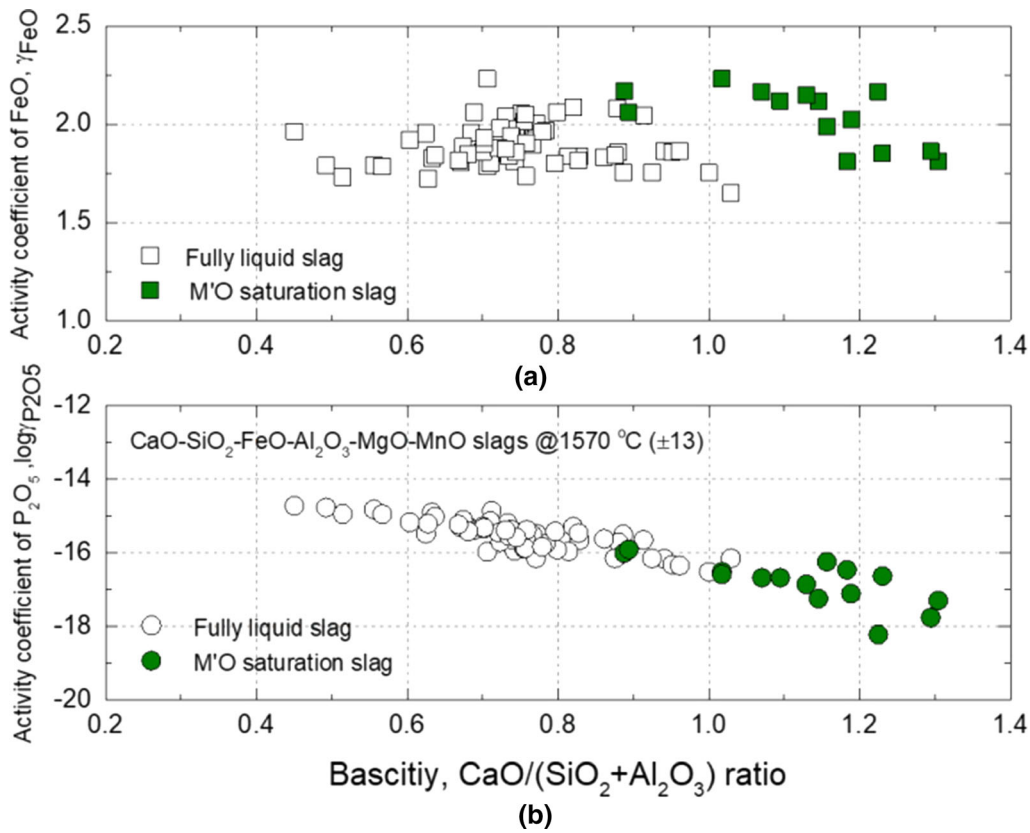 2.5
2.0
1.5
1.0
Activity coefficient of FeO, γFeO
Fully liquid slag
M'O saturation slag
0.2 0.4 0.6 0.8 1.0 1.2 1.4
(a)
-12
-14
-16
-18
-20
Activity coefficient of P2O5 ,logγP2O5
CaO-SiO2-FeO-Al2O3-MgO-MnO slags @1570 °C (±13)
Fully liquid slag
M'O saturation slag
0.2 0.4 0.6 0.8 1.0 1.2 1.4
Bascitiy, CaO/(SiO2+Al2O3) ratio
(b)